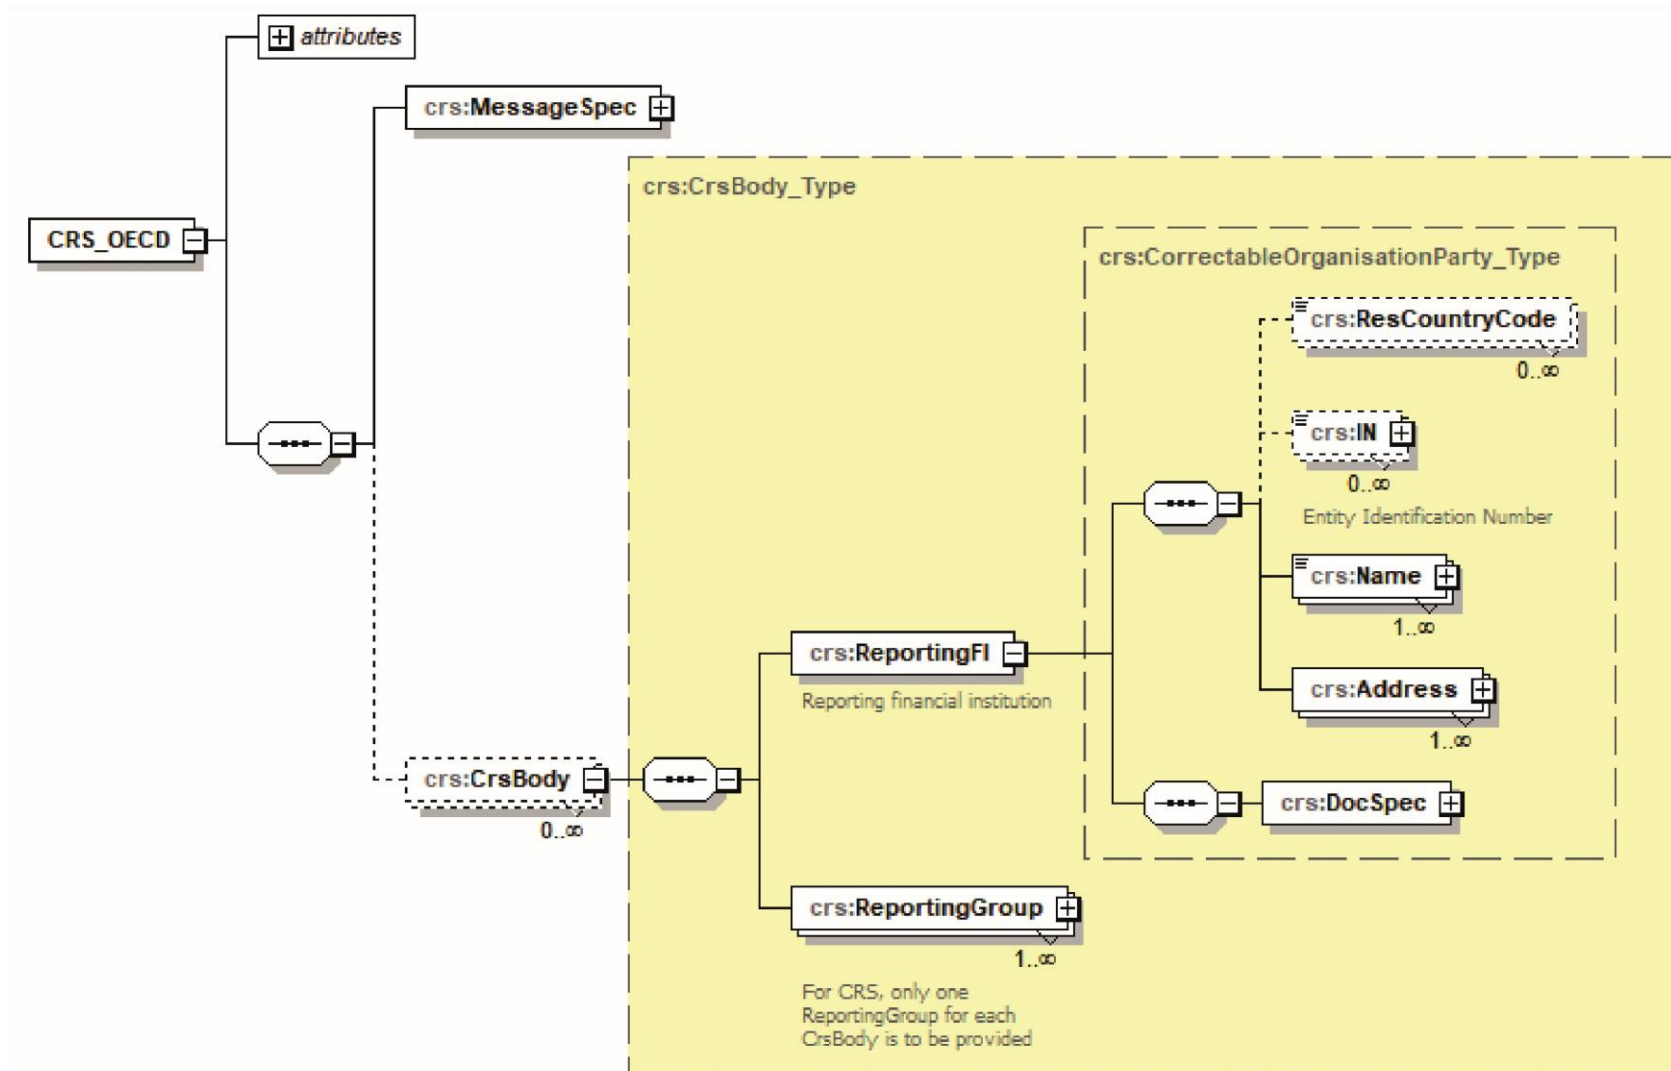 attributes
crs:MessageSpec
crs:CrsBody_Type
CRS_OECD
crs:CorrectableOrganisationParty_Type
crs:ResCountryCode
0..∞
crs:IN
0..∞
Entity Identification Number
crs:Name
1..∞
crs:ReportingFI
Reporting financial institution
crs:Address
1..∞
crs:CrsBody
0..∞
crs:DocSpec
crs:ReportingGroup
1..∞
For CRS, only one
ReportingGroup for each
CrsBody is to be provided